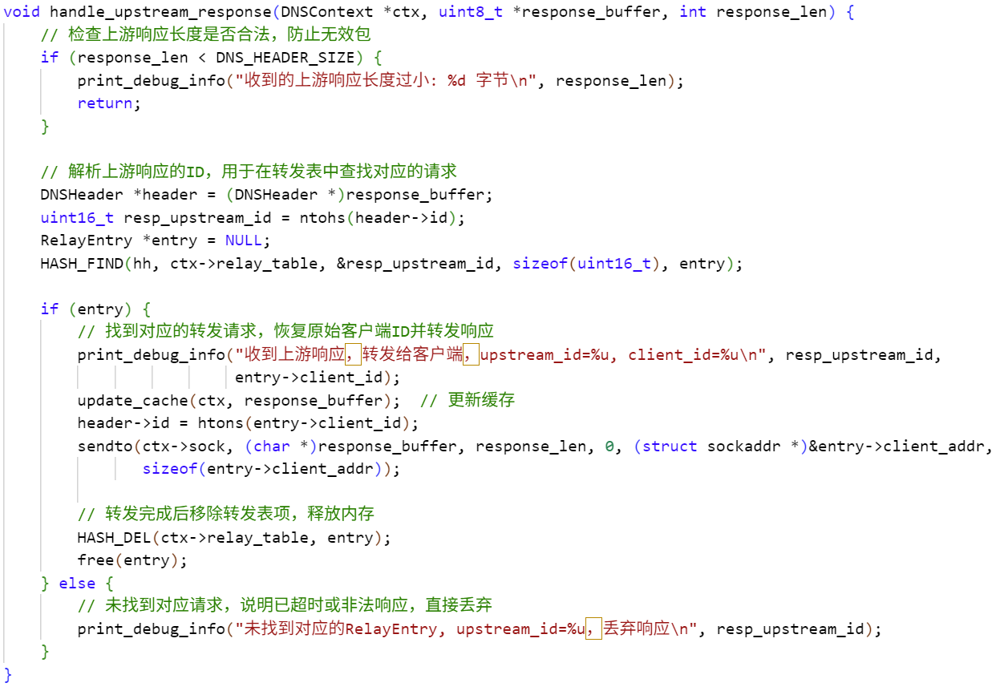 void handle_upstream_response(DNSContext *ctx, uint8_t *response_buffer, int response_len) {
    // 检查上游响应长度是否合法，防止无效包
    if (response_len < DNS_HEADER_SIZE) {
        print_debug_info("收到的上游响应长度过小: %d 字节\n", response_len);
        return;
    }

    // 解析上游响应的ID，用于在转发表中查找对应的请求
    DNSHeader *header = (DNSHeader *)response_buffer;
    uint16_t resp_upstream_id = ntohs(header->id);
    RelayEntry *entry = NULL;
    HASH_FIND(hh, ctx->relay_table, &resp_upstream_id, sizeof(uint16_t), entry);

    if (entry) {
        // 找到对应的转发请求，恢复原始客户端ID并转发响应
        print_debug_info("收到上游响应，转发给客户端，upstream_id=%u, client_id=%u\n", resp_upstream_id,
                         entry->client_id);
        update_cache(ctx, response_buffer);  // 更新缓存
        header->id = htons(entry->client_id);
        sendto(ctx->sock, (char *)response_buffer, response_len, 0, (struct sockaddr *)&entry->client_addr,
               sizeof(entry->client_addr));

        // 转发完成后移除转发表项，释放内存
        HASH_DEL(ctx->relay_table, entry);
        free(entry);
    } else {
        // 未找到对应请求，说明已超时或非法响应，直接丢弃
        print_debug_info("未找到对应的RelayEntry, upstream_id=%u，丢弃响应\n", resp_upstream_id);
    }
}